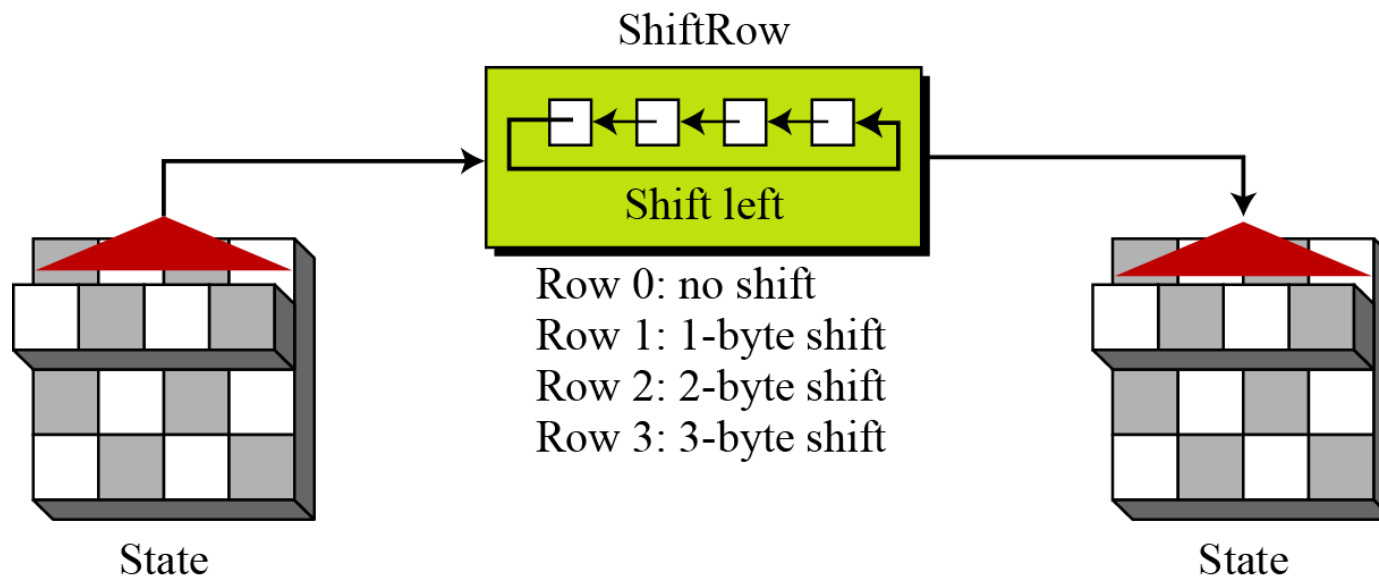 ShiftRow
Shift left
Row 0: no shift
Row 1: 1-byte shift
Row 2: 2-byte shift
Row 3: 3-byte shift
State
State